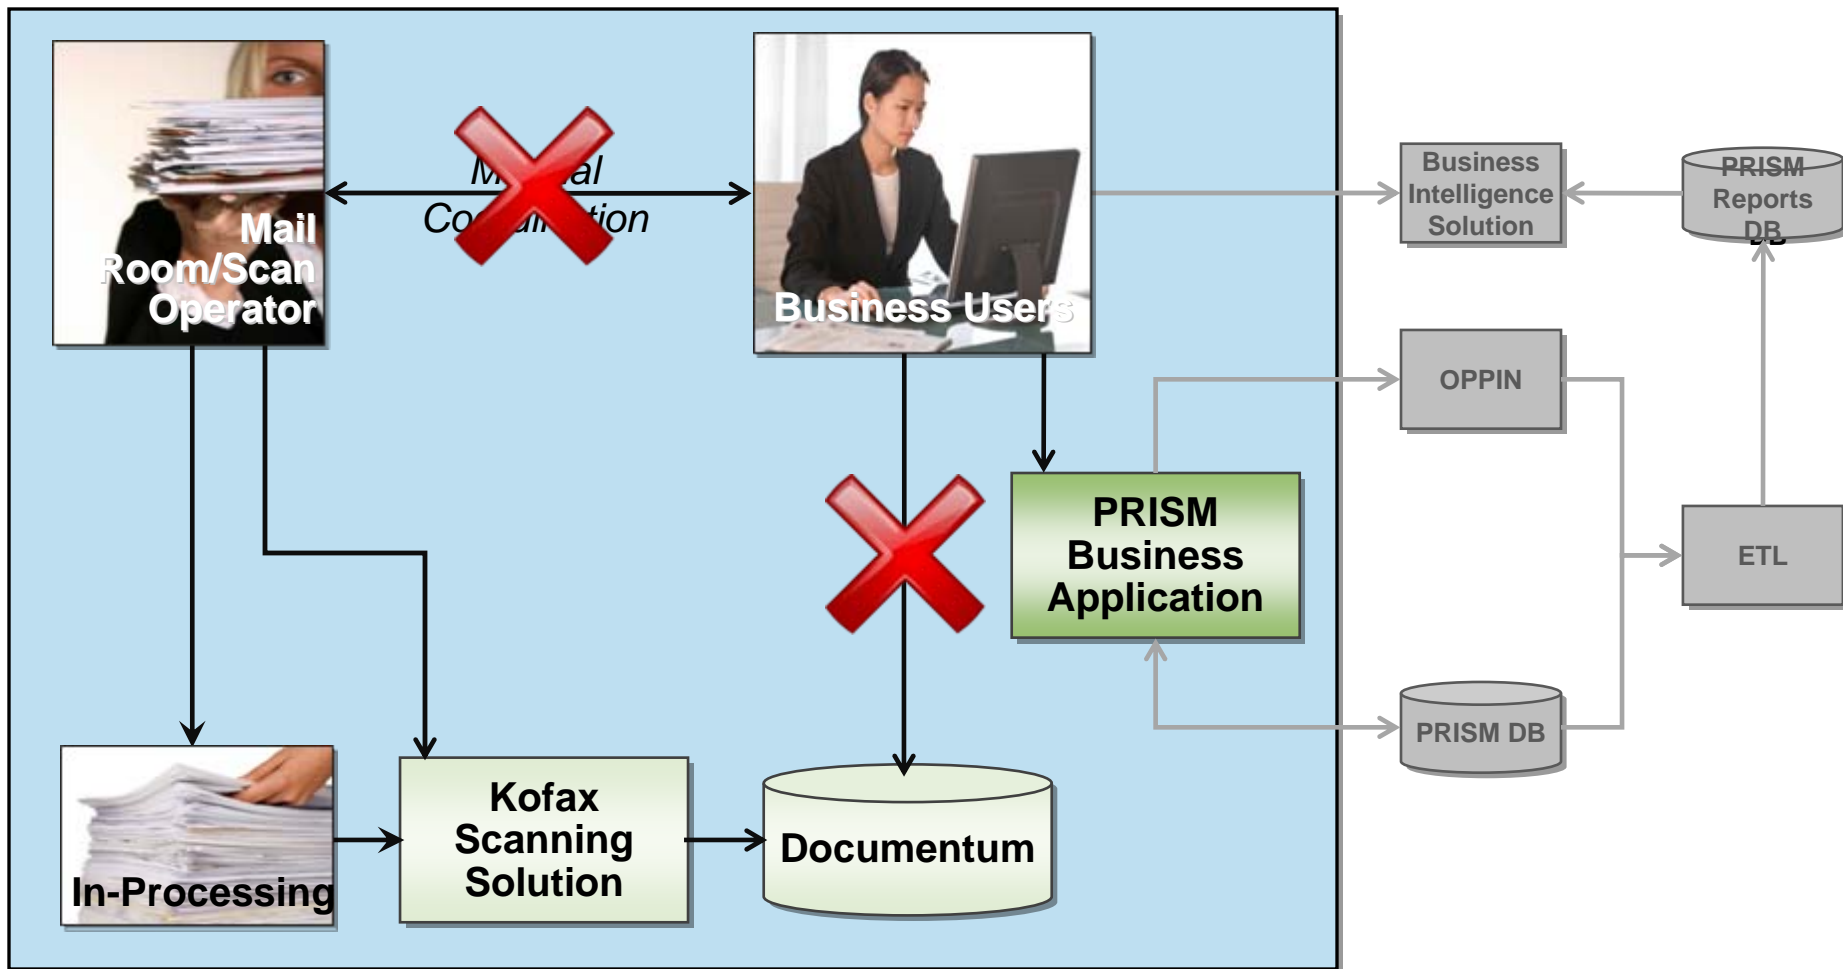 Mail
Room/Scan
Operator
Business Users
Business
Intelligence
Solution
PRISM
Reports
DB
OPPIN
PRISM
Business
Application
ETL
PRISM DB
In-Processing
Kofax
Scanning
Solution
Documentum